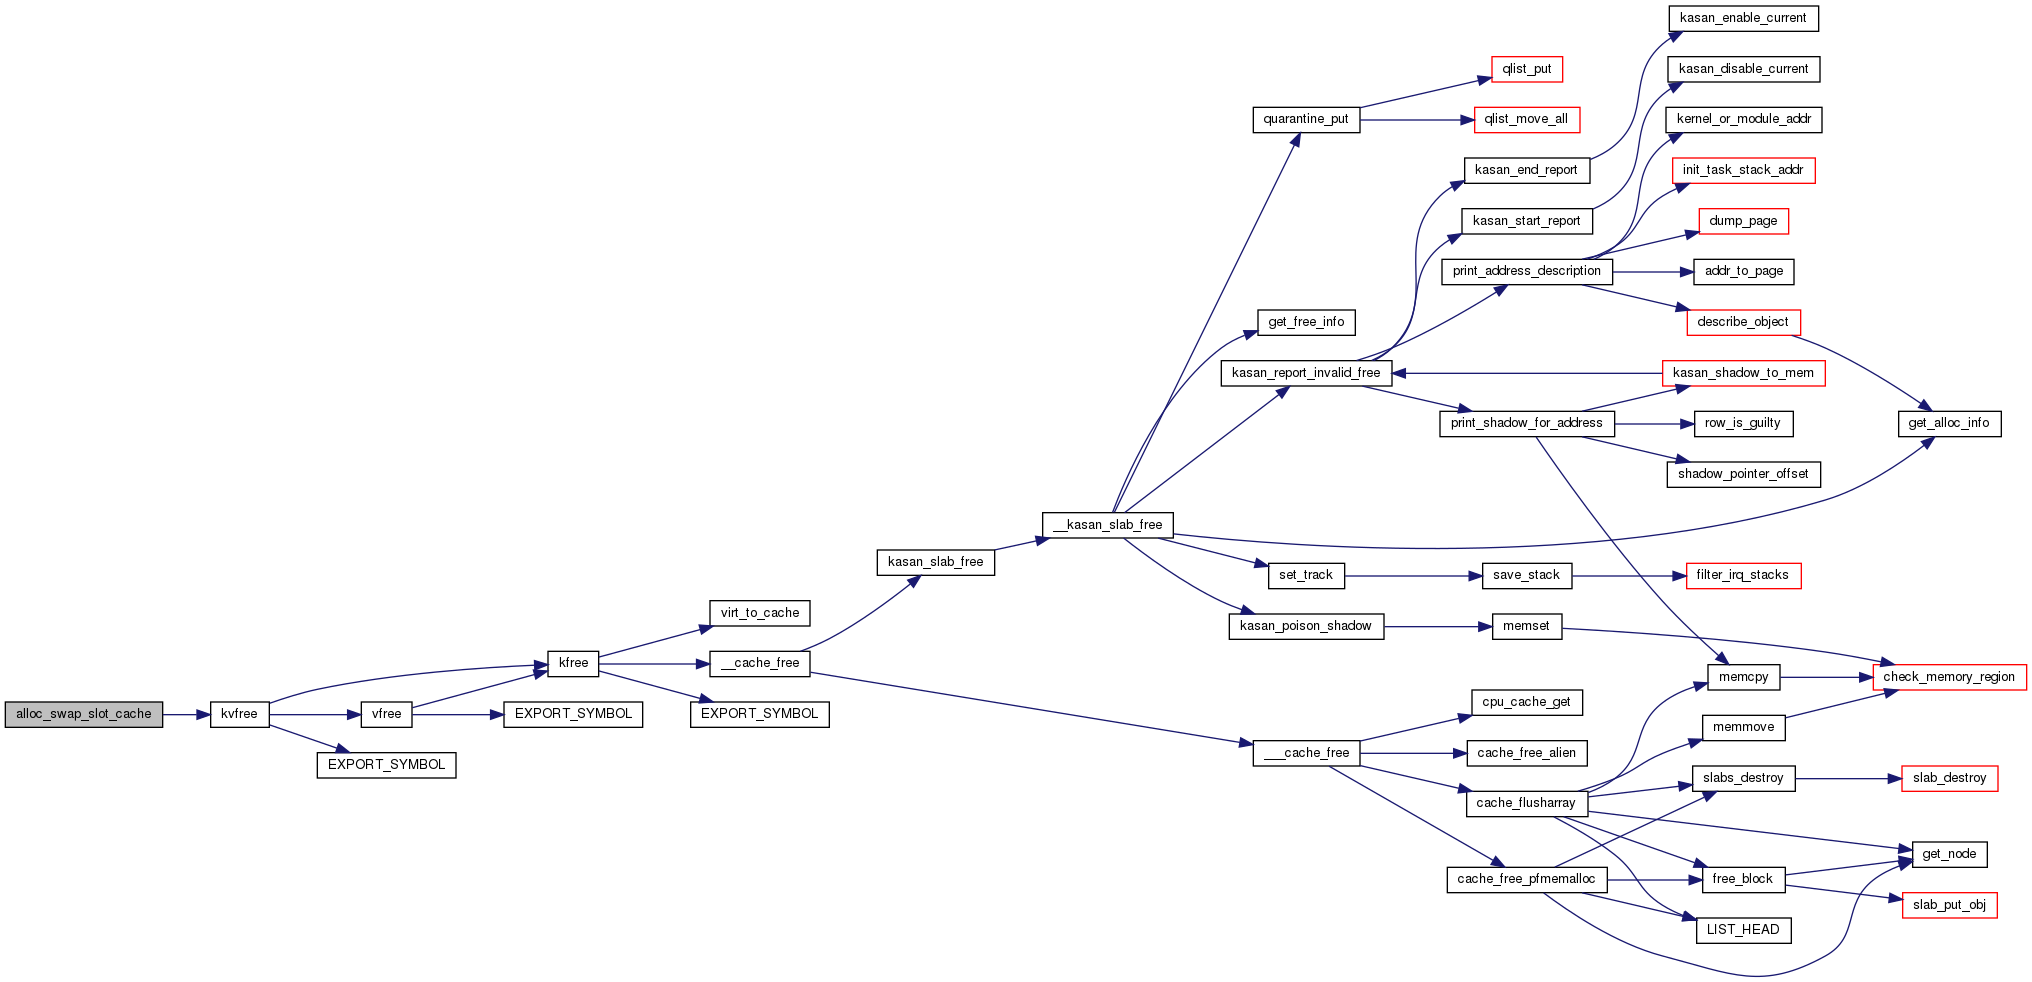 kasan_enable_current
qlist_put
kasan_disable_current
quarantine_put
qlist_move_all
kernel_or_module_addr
kasan_end_report
init_task_stack_addr
kasan_start_report
dump_page
print_address_description
addr_to_page
get_free_info
describe_object
kasan_report_invalid_free
kasan_shadow_to_mem
print_shadow_for_address
row_is_guilty
get_alloc_info
shadow_pointer_offset
__kasan_slab_free
kasan_slab_free
set_track
save_stack
filter_irq_stacks
virt_to_cache
kasan_poison_shadow
memset
kfree
__cache_free
memcpy
check_memory_region
alloc_swap_slot_cache
kvfree
vfree
EXPORT_SYMBOL
EXPORT_SYMBOL
cpu_cache_get
memmove
EXPORT_SYMBOL
___cache_free
cache_free_alien
slabs_destroy
slab_destroy
cache_flusharray
get_node
cache_free_pfmemalloc
free_block
slab_put_obj
LIST_HEAD